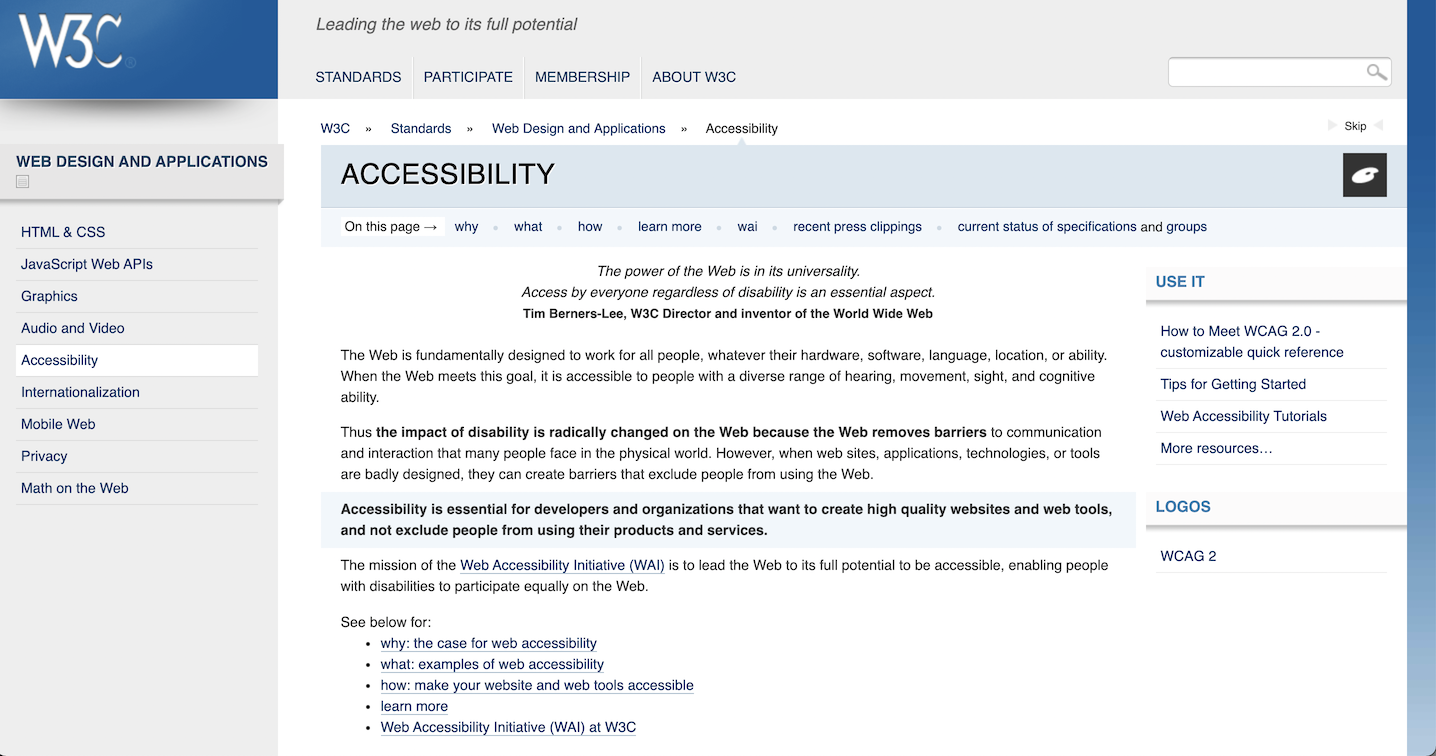 W3C®
Leading the web to its full potential
STANDARDS PARTICIPATE MEMBERSHIP ABOUT W3C
W3C » Standards » Web Design and Applications » Accessibility
Skip
WEB DESIGN AND APPLICATIONS
HTML & CSS
JavaScript Web APIs
Graphics
Audio and Video
Accessibility
Internationalization
Mobile Web
Privacy
Math on the Web
ACCESSIBILITY
On this page → why • what • how • learn more • wai • recent press clippings • current status of specifications and groups
The power of the Web is in its universality.
Access by everyone regardless of disability is an essential aspect.
Tim Berners-Lee, W3C Director and inventor of the World Wide Web
The Web is fundamentally designed to work for all people, whatever their hardware, software, language, location, or ability.
When the Web meets this goal, it is accessible to people with a diverse range of hearing, movement, sight, and cognitive
ability.
Thus the impact of disability is radically changed on the Web because the Web removes barriers to communication
and interaction that many people face in the physical world. However, when web sites, applications, technologies, or tools
are badly designed, they can create barriers that exclude people from using the Web.
Accessibility is essential for developers and organizations that want to create high quality websites and web tools,
and not exclude people from using their products and services.
The mission of the Web Accessibility Initiative (WAI) is to lead the Web to its full potential to be accessible, enabling people
with disabilities to participate equally on the Web.
See below for:
• why: the case for web accessibility
• what: examples of web accessibility
• how: make your website and web tools accessible
• learn more
• Web Accessibility Initiative (WAI) at W3C
USE IT
How to Meet WCAG 2.0 -
customizable quick reference
Tips for Getting Started
Web Accessibility Tutorials
More resources…
LOGOS
WCAG 2